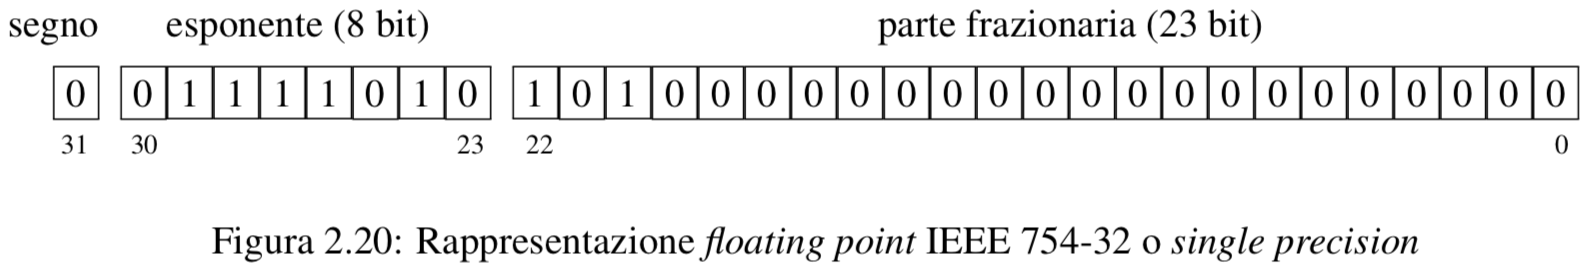 segno esponente (8 bit) parte frazionaria (23 bit)
0 0 1 1 1 1 0 1 0 1 0 1 0 0 0 0 0 0 0 0 0 0 0 0 0 0 0 0 0 0 0 0
31 30 23 22 0
Figura 2.20: Rappresentazione floating point IEEE 754-32 o single precision